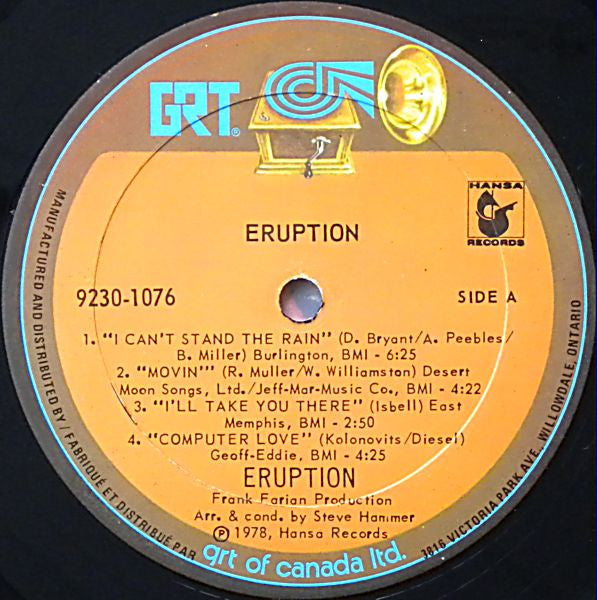 GRT®
HANSA
RECORDS
ERUPTION
9230-1076
SIDE A
1. "I CAN'T STAND THE RAIN" (D. Bryant/A. Peebles/
B. Miller) Burlington, BMI - 6:25
2. "MOVIN'" (R. Muller/W. Williamston) Desert
Moon Songs, Ltd./Jeff-Mar-Music Co., BMI - 4:22
3. "I'LL TAKE YOU THERE" (Isbell) East
Memphis, BMI - 2:50
4. "COMPUTER LOVE" (Kolonovits/Diesel)
Geoff-Eddie, BMI - 4:25
ERUPTION
Frank Farian Production
Arr. & cond. by Steve Hammer
Ⓟ 1978, Hansa Records
MANUFACTURED AND DISTRIBUTED BY / FABRIQUÉ ET DISTRIBUÉ PAR grt of canada ltd. 3816 VICTORIA PARK AVE. WILLOWDALE, ONTARIO